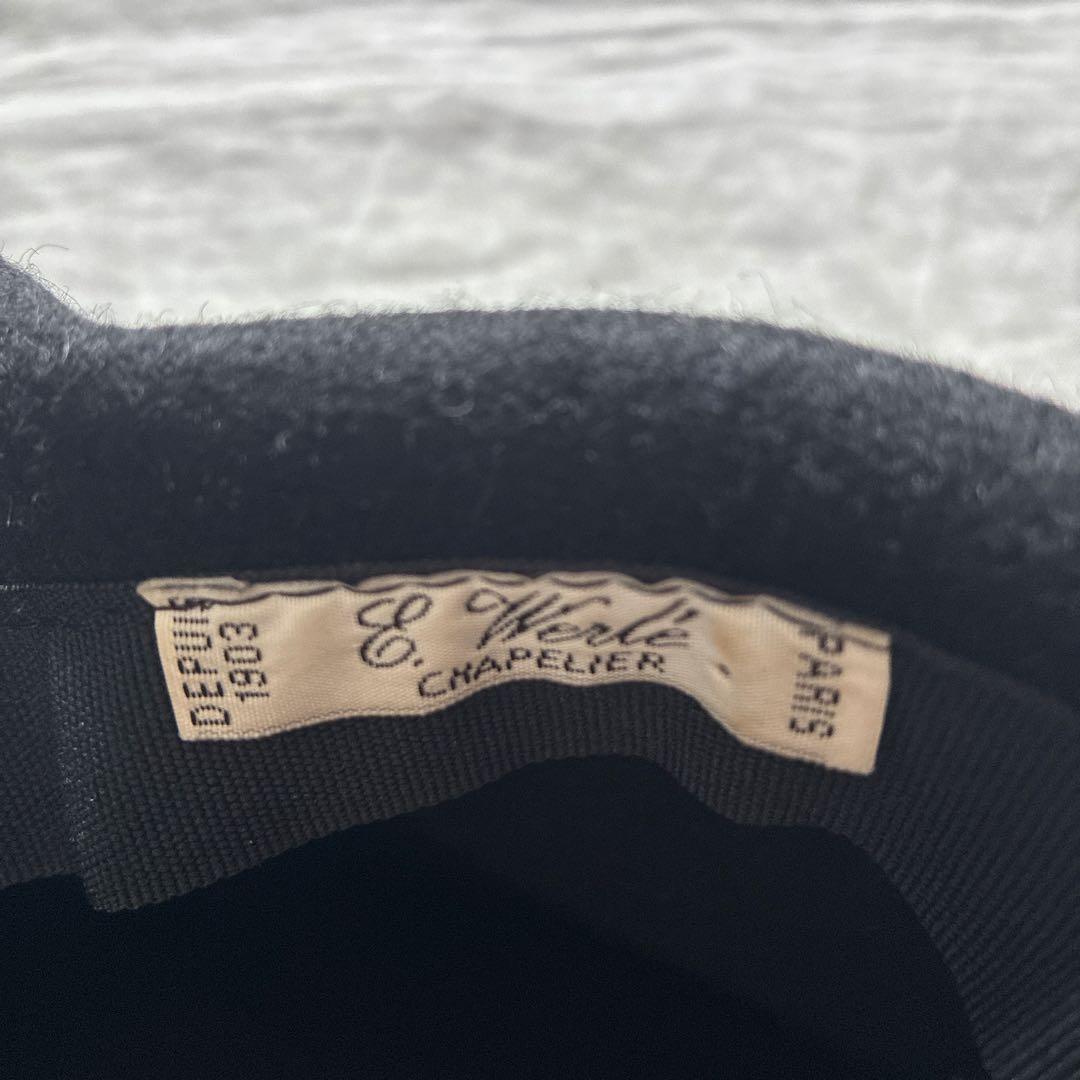 DEPUIS
1903
E. Werlé
CHAPELIER
PARIS